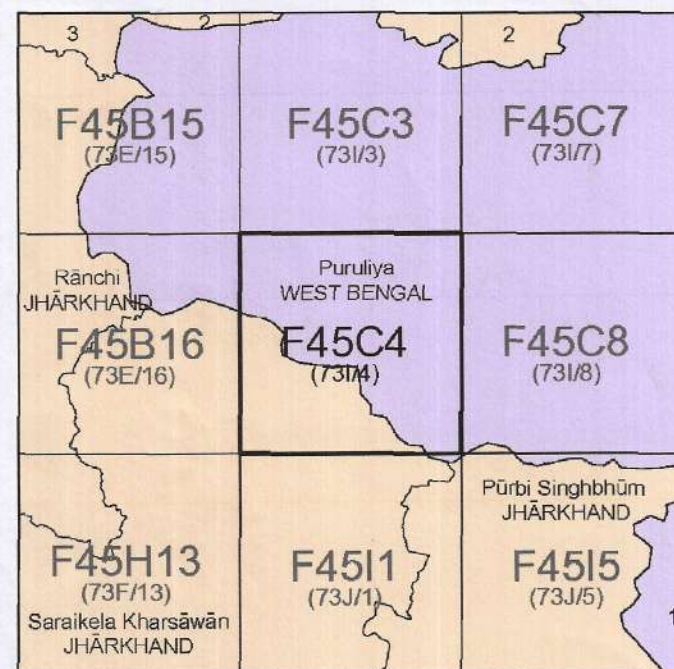 3
2
2
F45B15
(73E/15)
F45C3
(73I/3)
F45C7
(73I/7)
Rānchi
JHĀRKHAND
F45B16
(73E/16)
Puruliya
WEST BENGAL
F45C4
(73I/4)
F45C8
(73I/8)
F45H13
(73F/13)
Saraikela Kharsāwān
JHĀRKHAND
F45I1
(73J/1)
Pūrbi Singhbhūm
JHĀRKHAND
F45I5
(73J/5)